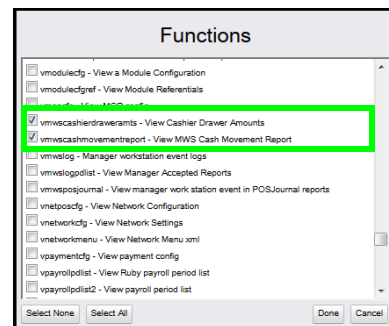 Functions
vmodulecfg - View a Module Configuration
vmodulecfgref - View Module Referentials
vmwscashierdraweramts - View Cashier Drawer Amounts
vmwscashmovementreport - View MWS Cash Movement Report
vmwslog - Manager workstation event logs
vmwslogpdlist - View Manager Accepted Reports
vmwsposjournal - View manager work station event in POSJournal reports
vnetposcfg - View Network Configuration
vnetworkcfg - View Network Settings
vnetworkmenu - View Network Menu xml
vpaymentcfg - View payment config
vpayrollpdlist - View Ruby payroll period list
vpayrollpdlist2 - View payroll period list
Select None Select All Done Cancel